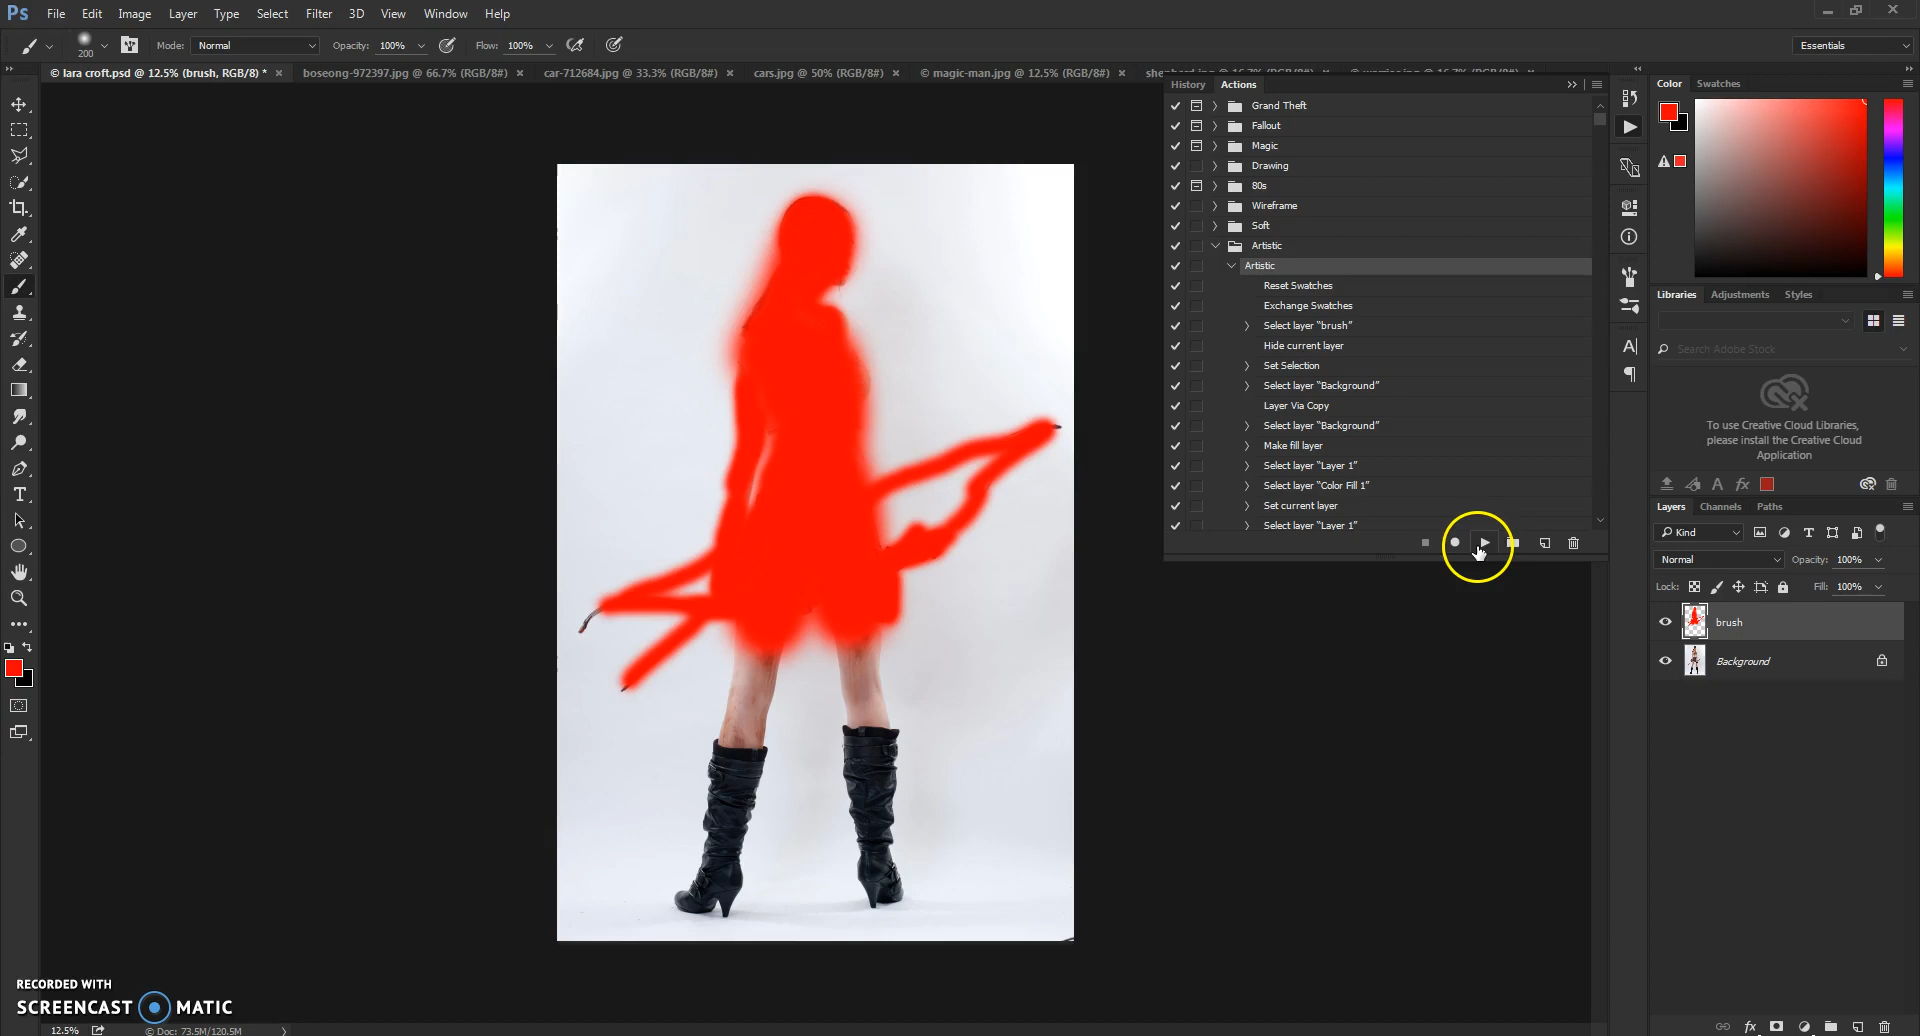 Ps File Edit Image Layer Type Select Filter 3D View Window Help
200 Mode: Normal Opacity: 100% Flow: 100% Essentials
© lara croft.psd @ 12.5% (brush, RGB/8) * × boseong-972397.jpg @ 66.7% (RGB/8#) × car-712684.jpg @ 33.3% (RGB/8#) × cars.jpg @ 50% (RGB/8#) × © magic-man.jpg @ 12.5% (RGB/8#) ×
History Actions
Grand Theft
Fallout
Magic
Drawing
80s
Wireframe
Soft
Artistic
Artistic
Reset Swatches
Exchange Swatches
Select layer “brush”
Hide current layer
Set Selection
Select layer “Background”
Layer Via Copy
Select layer “Background”
Make fill layer
Select layer “Layer 1”
Select layer “Color Fill 1”
Set current layer
Select layer “Layer 1”
Color Swatches
Libraries Adjustments Styles
Search Adobe Stock
To use Creative Cloud Libraries,
please install the Creative Cloud
Application
Layers Channels Paths
Kind
Normal Opacity: 100%
Lock: Fill: 100%
brush
Background
RECORDED WITH
SCREENCAST MATIC
12.5% © Doc: 73.5M/120.5M